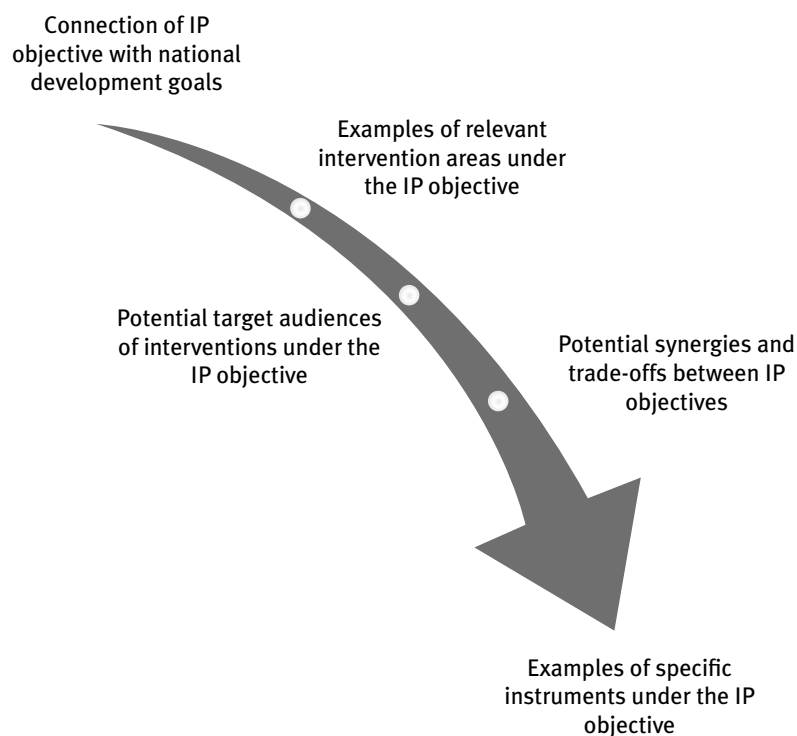 Connection of IP
objective with national
development goals
Examples of relevant
intervention areas under
the IP objective
Potential target audiences
of interventions under the
IP objective
Potential synergies and
trade-offs between IP
objectives
Examples of specific
instruments under the IP
objective